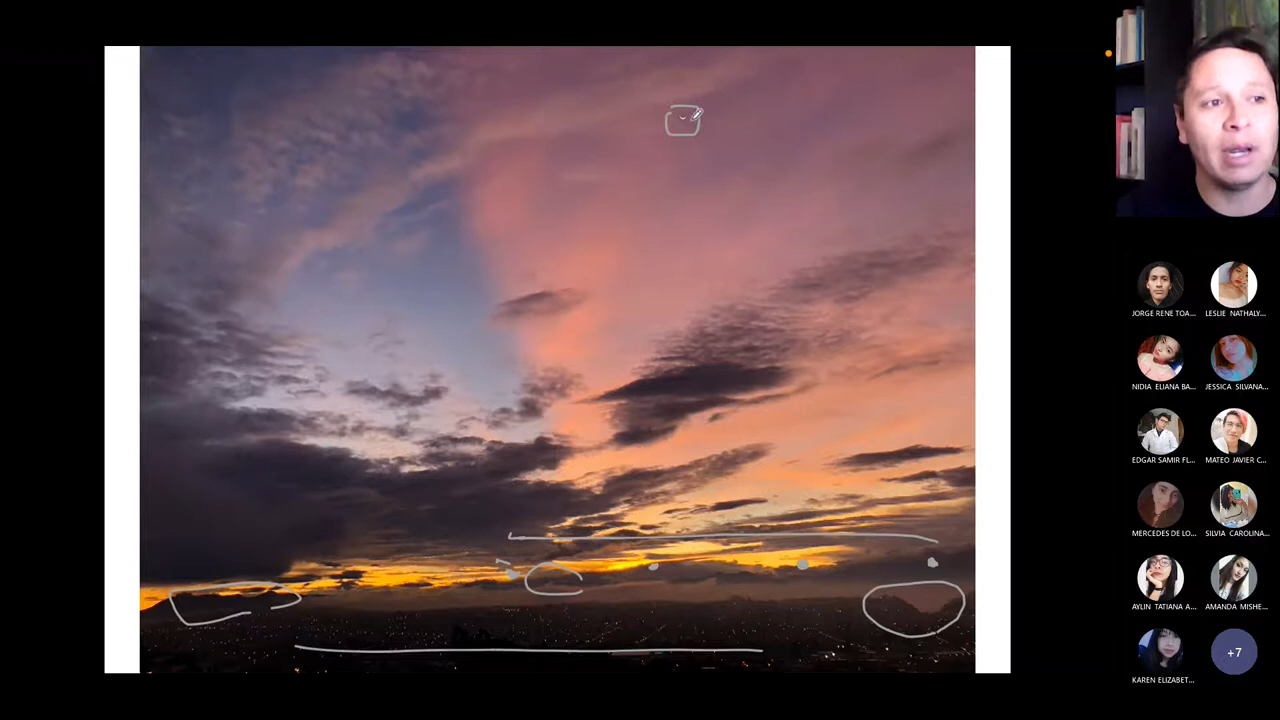 JORGE RENE TOA...
LESLIE NATHALY...
NIDIA ELIANA BA...
JESSICA SILVANA...
EDGAR SAMIR FL...
MATEO JAVIER C...
MERCEDES DE LO...
SILVIA CAROLINA...
AYLIN TATIANA A...
AMANDA MISHE...
KAREN ELIZABET...
+7